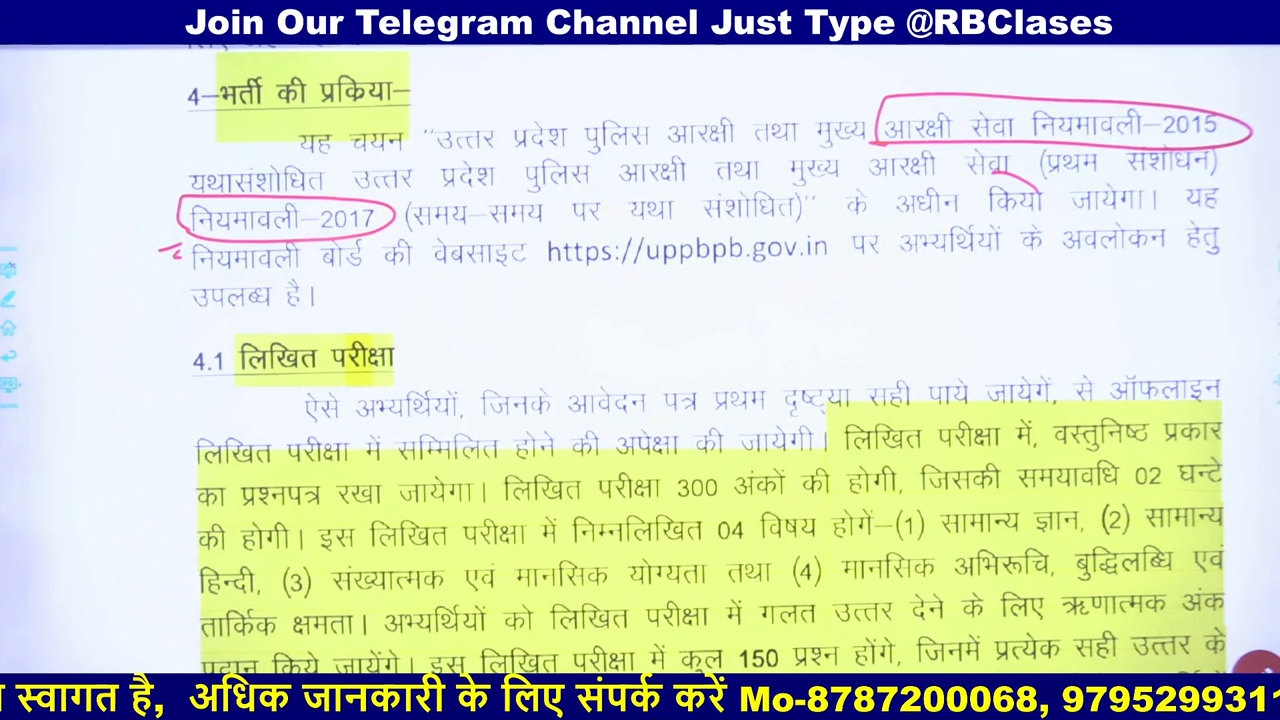 Join Our Telegram Channel Just Type @RBClases
4–भर्ती की प्रकिया–
यह चयन "उत्तर प्रदेश पुलिस आरक्षी तथा मुख्य आरक्षी सेवा नियमावली–2015
यथासंशोधित उत्तर प्रदेश पुलिस आरक्षी तथा मुख्य आरक्षी सेवा (प्रथम संशोधन)
नियमावली–2017 (समय–समय पर यथा संशोधित)" के अधीन किया जायेगा। यह
नियमावली बोर्ड की वेबसाइट https://uppbpb.gov.in पर अभ्यर्थियों के अवलोकन हेतु
उपलब्ध है।
4.1 लिखित परीक्षा
ऐसे अभ्यर्थियों, जिनके आवेदन पत्र प्रथम दृष्ट्या सही पाये जायेगें, से ऑफलाइन
लिखित परीक्षा में सम्मिलित होने की अपेक्षा की जायेगी। लिखित परीक्षा में, वस्तुनिष्ठ प्रकार
का प्रश्नपत्र रखा जायेगा। लिखित परीक्षा 300 अंकों की होगी, जिसकी समयावधि 02 घन्टे
की होगी। इस लिखित परीक्षा में निम्नलिखित 04 विषय होगें–(1) सामान्य ज्ञान, (2) सामान्य
हिन्दी, (3) संख्यात्मक एवं मानसिक योग्यता तथा (4) मानसिक अभिरूचि, बुद्धिलब्धि एवं
तार्किक क्षमता। अभ्यर्थियों को लिखित परीक्षा में गलत उत्तर देने के लिए ऋणात्मक अंक
प्रदान किये जायेंगे। इस लिखित परीक्षा में कुल 150 प्रश्न होंगे, जिनमें प्रत्येक सही उत्तर के
स्वागत है, अधिक जानकारी के लिए संपर्क करें Mo-8787200068, 9795299311